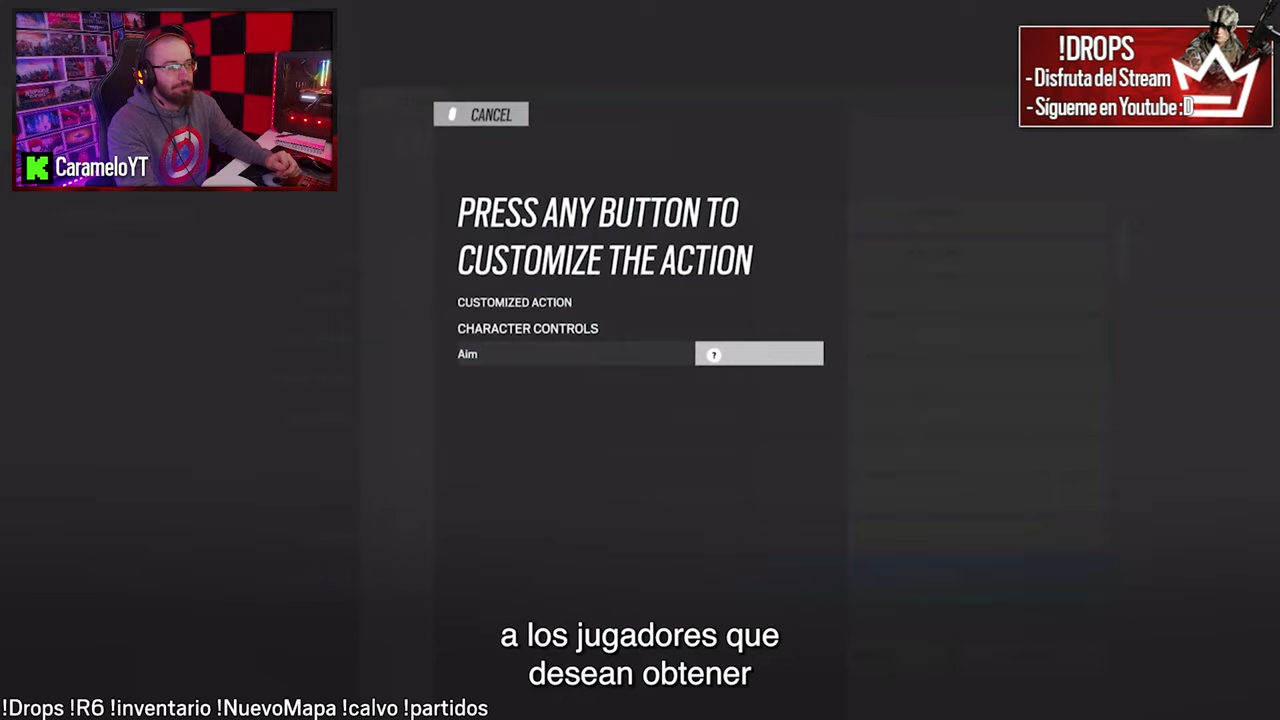 CarameloYT
!DROPS
- Disfruta del Stream
- Sígueme en Youtube :D
CANCEL
PRESS ANY BUTTON TO
CUSTOMIZE THE ACTION
CUSTOMIZED ACTION
CHARACTER CONTROLS
Aim
?
a los jugadores que
desean obtener
!Drops !R6 !inventario !NuevoMapa !calvo !partidos